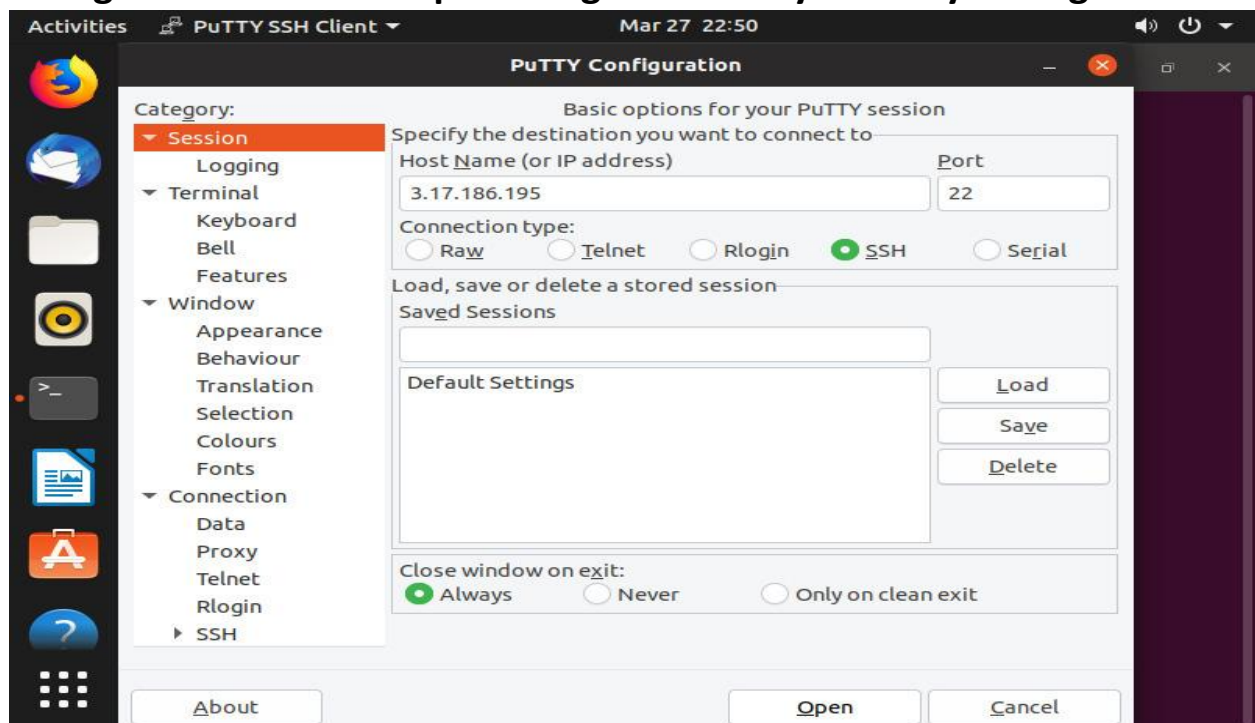 Activities PuTTY SSH Client Mar 27 22:50
PuTTY Configuration
Category:
Session
Logging
Terminal
Keyboard
Bell
Features
Window
Appearance
Behaviour
Translation
Selection
Colours
Fonts
Connection
Data
Proxy
Telnet
Rlogin
SSH
Basic options for your PuTTY session
Specify the destination you want to connect to
Host Name (or IP address) Port
3.17.186.195 22
Connection type:
Raw Telnet Rlogin SSH Serial
Load, save or delete a stored session
Saved Sessions
Default Settings
Load
Save
Delete
Close window on exit:
Always Never Only on clean exit
About Open Cancel